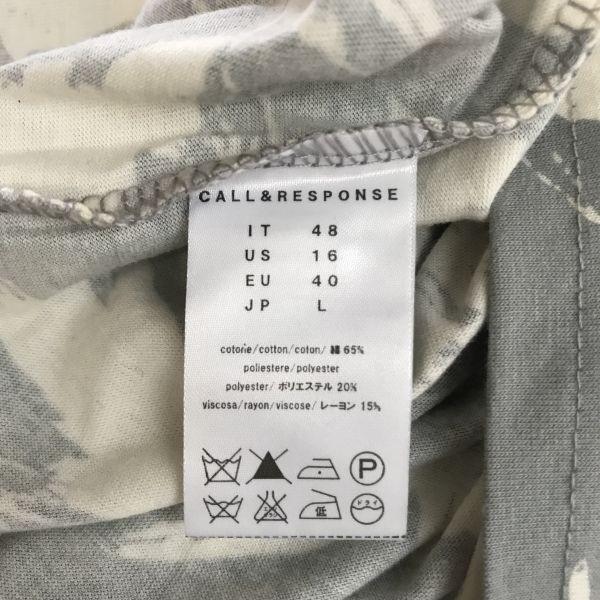 CALL&RESPONSE
IT 48
US 16
EU 40
JP L
cotone/cotton/coton/ 綿 65%
poliestere/polyester
polyester/ ポリエステル 20%
viscosa/rayon/viscose/ レーヨン 15%
P
低 ドライ